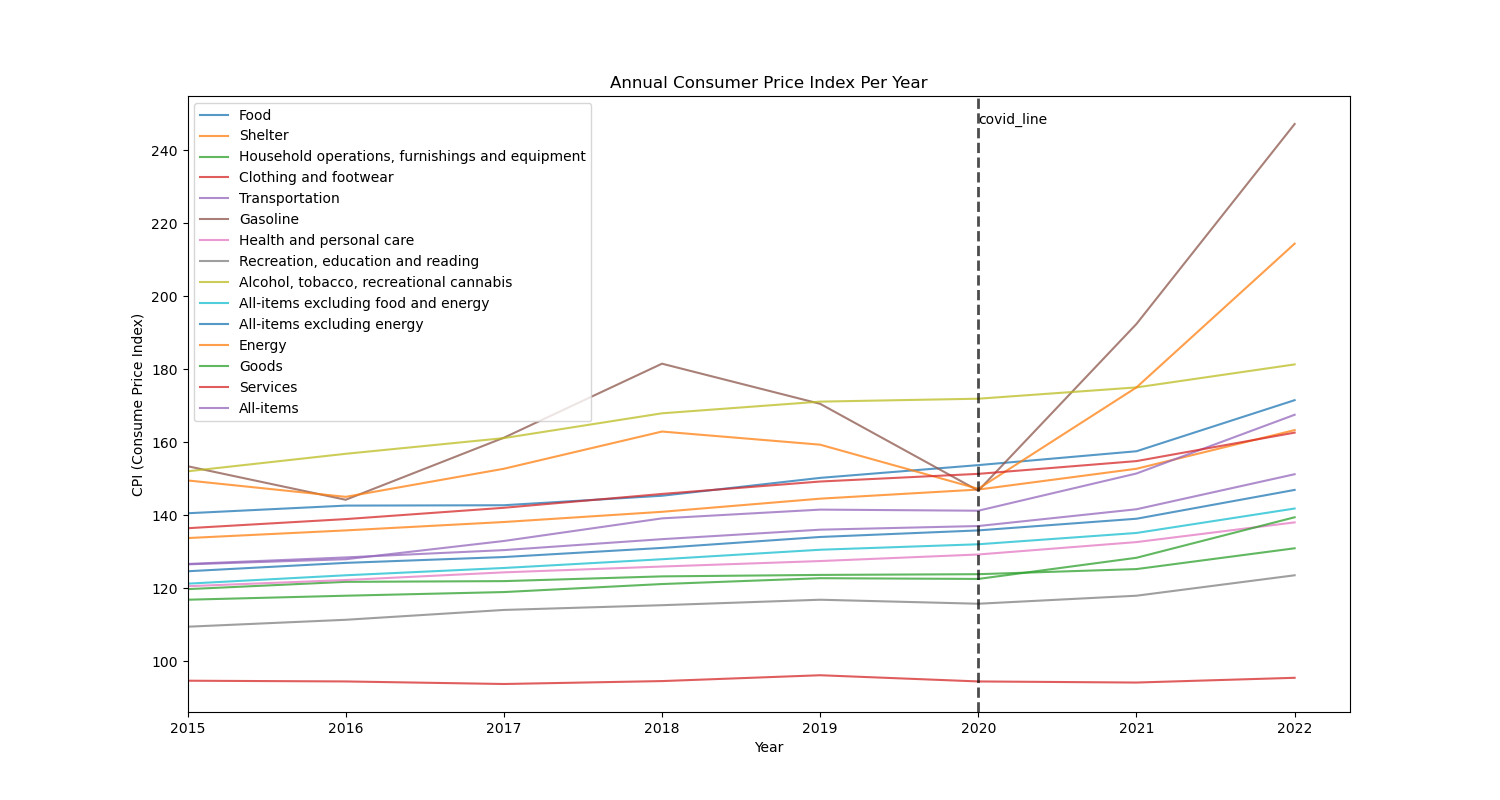 Annual Consumer Price Index Per Year
covid_line
Food
Shelter
Household operations, furnishings and equipment
Clothing and footwear
Transportation
Gasoline
Health and personal care
Recreation, education and reading
Alcohol, tobacco, recreational cannabis
All-items excluding food and energy
All-items excluding energy
Energy
Goods
Services
All-items
CPI (Consume Price Index)
240
220
200
180
160
140
120
100
2015 2016 2017 2018 2019 2020 2021 2022
Year